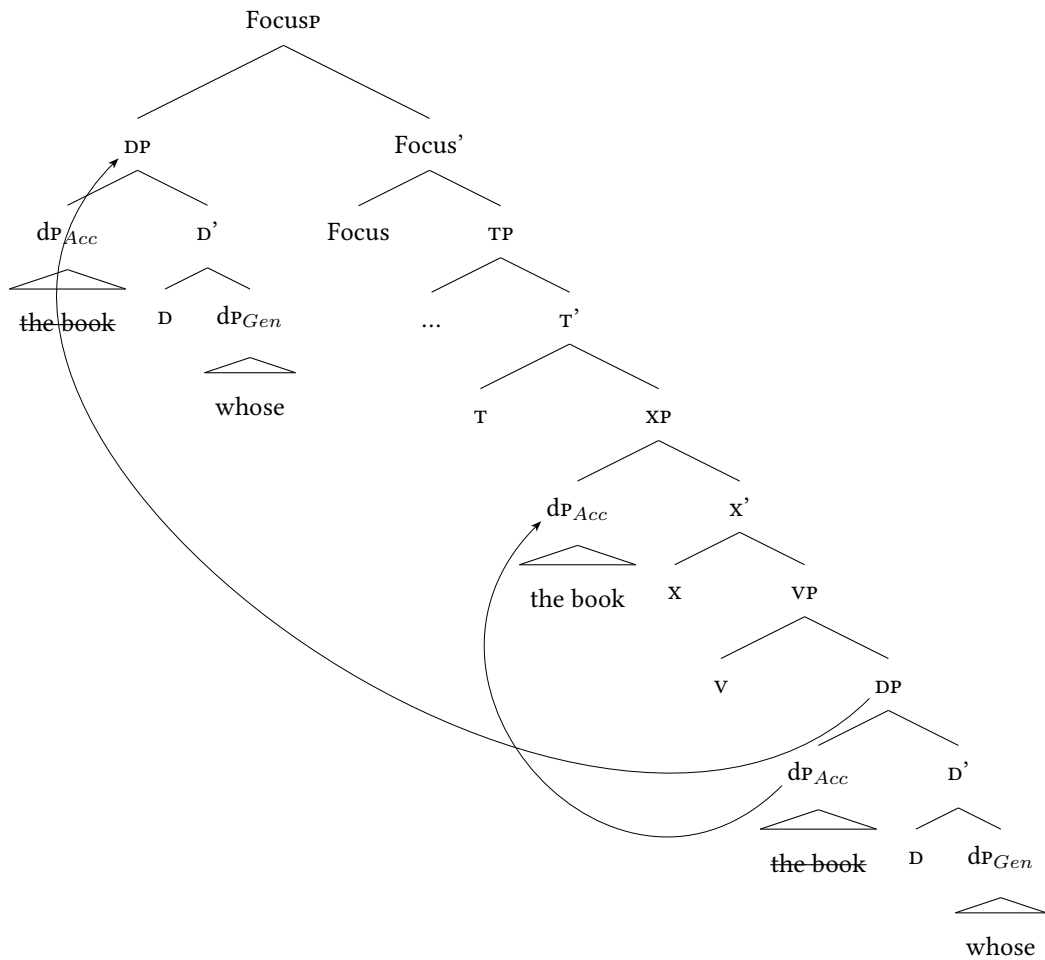 FocusP
DP Focus’
dP_Acc D’ Focus TP
the book D dP_Gen ... T’
whose T XP
dP_Acc X’
the book X VP
V DP
dP_Acc D’
the book D dP_Gen
whose